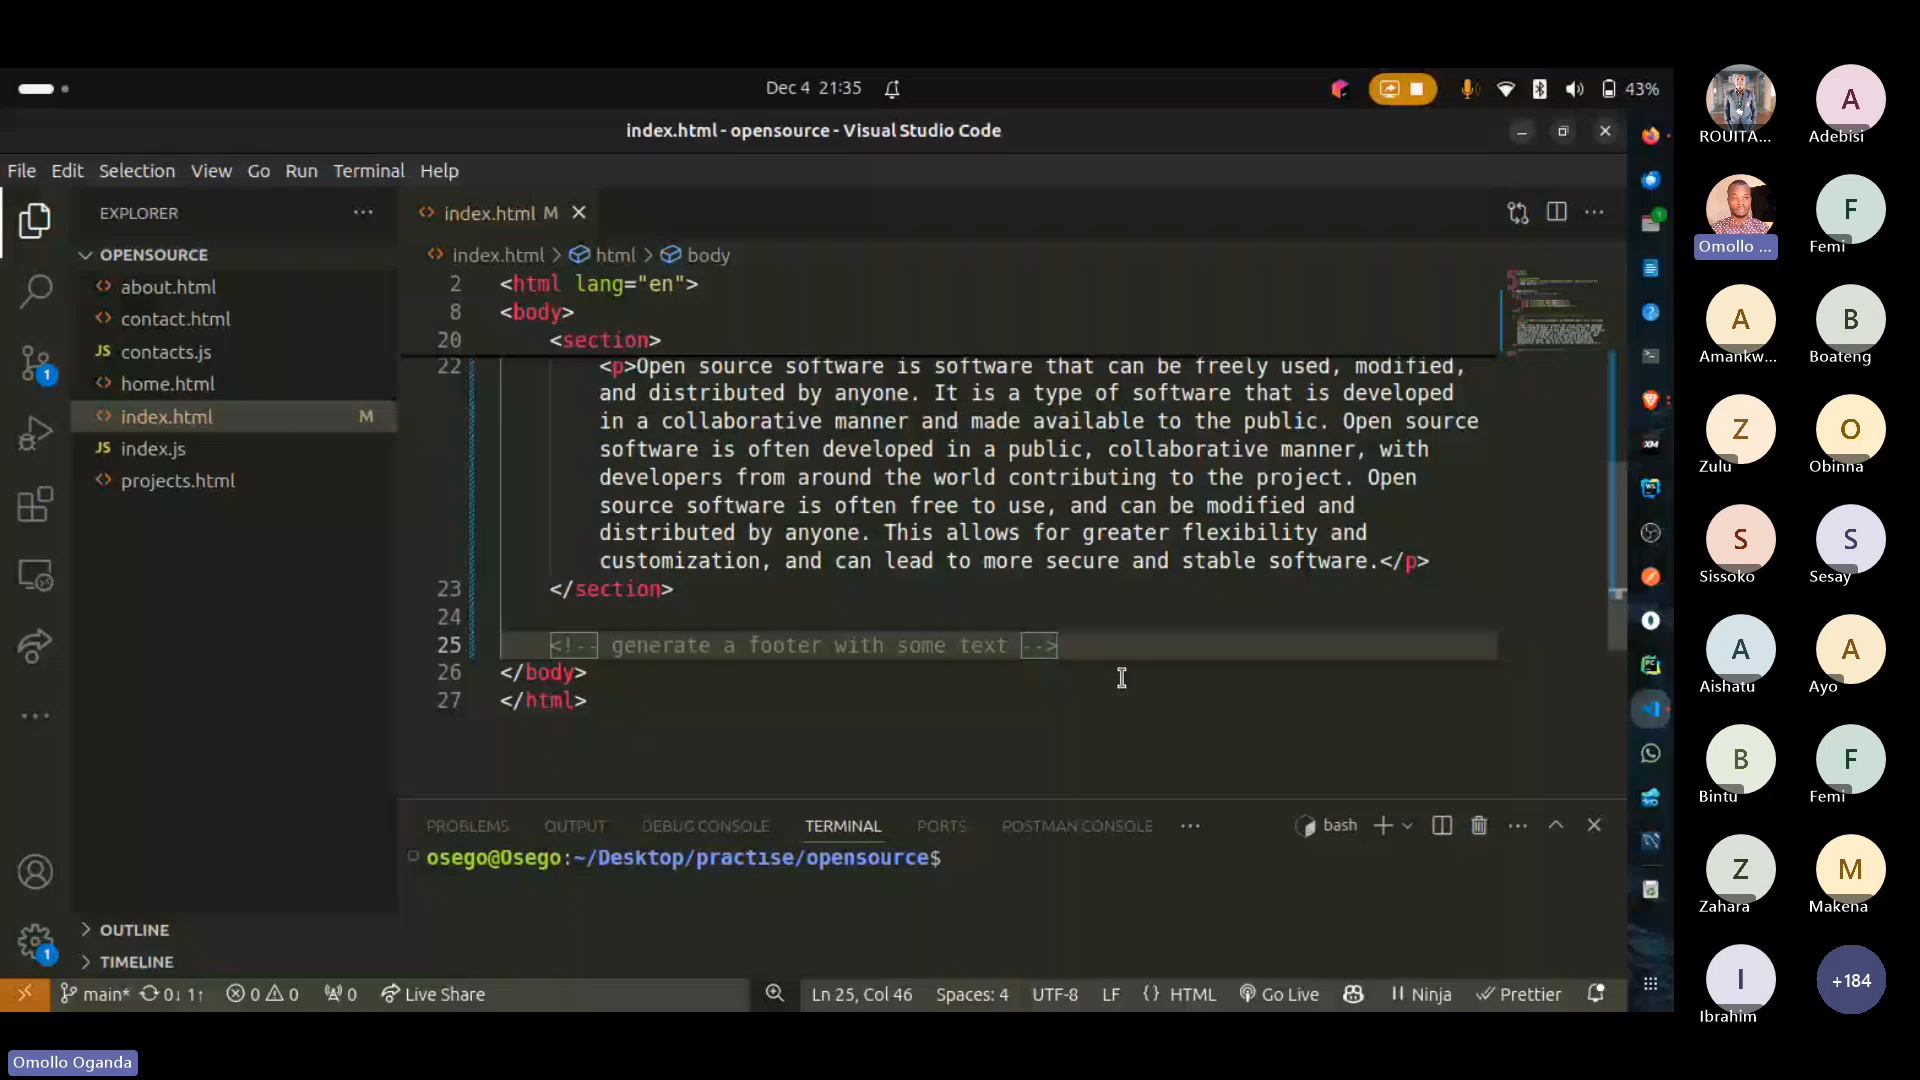 Dec 4 21:35
43%
index.html - opensource - Visual Studio Code
File Edit Selection View Go Run Terminal Help
EXPLORER
OPENSOURCE
about.html
contact.html
JS contacts.js
home.html
index.html M
JS index.js
projects.html
OUTLINE
TIMELINE
1
1
index.html M
index.html > html > body
2 <html lang="en">
8 <body>
20 <section>
22 <p>Open source software is software that can be freely used, modified,
and distributed by anyone. It is a type of software that is developed
in a collaborative manner and made available to the public. Open source
software is often developed in a public, collaborative manner, with
developers from around the world contributing to the project. Open
source software is often free to use, and can be modified and
distributed by anyone. This allows for greater flexibility and
customization, and can lead to more secure and stable software.</p>
23 </section>
24
25 <!-- generate a footer with some text -->
26 </body>
27 </html>
PROBLEMS OUTPUT DEBUG CONSOLE TERMINAL PORTS POSTMAN CONSOLE
bash
osego@Osego:~/Desktop/practise/opensource$
main* 0↓ 1↑ 0 0 0 Live Share
Ln 25, Col 46 Spaces: 4 UTF-8 LF {} HTML Go Live Ninja Prettier
ROUITA...
A
Adebisi
Omollo ...
F
Femi
A
Amankw...
B
Boateng
Z
Zulu
O
Obinna
S
Sissoko
S
Sesay
A
Aishatu
A
Ayo
B
Bintu
F
Femi
Z
Zahara
M
Makena
I
Ibrahim
+184
Omollo Oganda